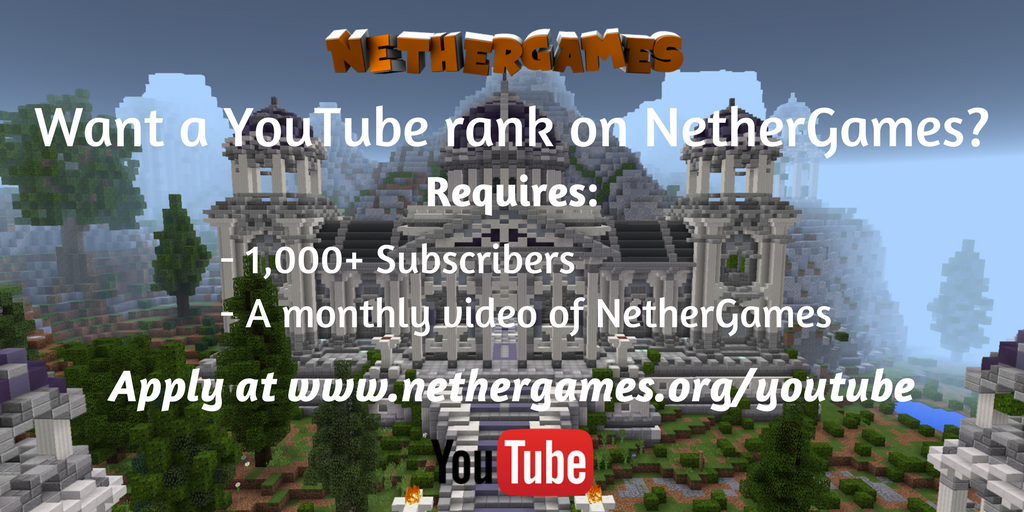 NETHERGAMES
Want a YouTube rank on NetherGames?
Requires:
- 1,000+ Subscribers
- A monthly video of NetherGames
Apply at www.nethergames.org/youtube
YouTube